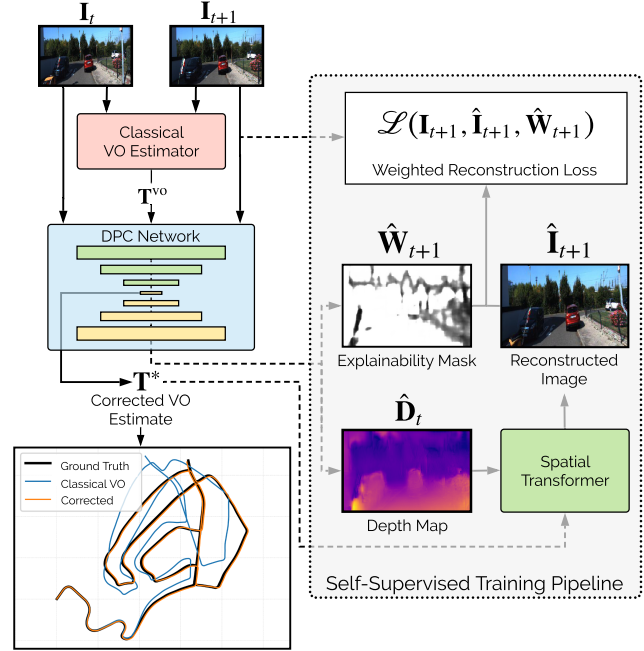 I_t
I_{t+1}
Classical
VO Estimator
T^{vo}
DPC Network
T^*
Corrected VO
Estimate
Ground Truth
Classical VO
Corrected
ℒ(I_{t+1}, Î_{t+1}, Ŵ_{t+1})
Weighted Reconstruction Loss
Ŵ_{t+1}
Î_{t+1}
Explainability Mask
Reconstructed
Image
D̂_t
Depth Map
Spatial
Transformer
Self-Supervised Training Pipeline